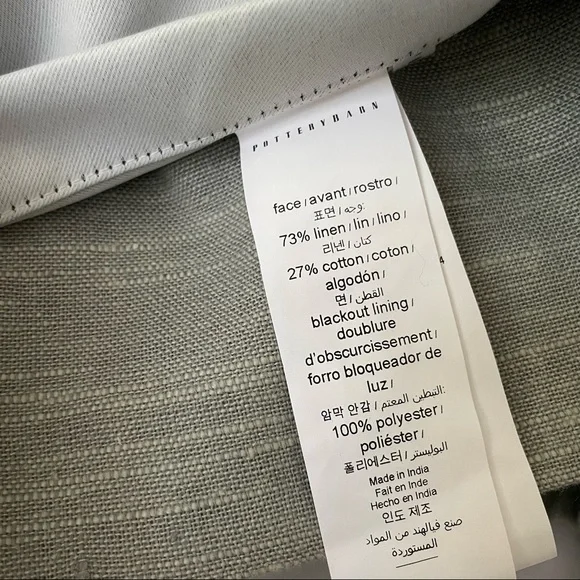 POTTERYBARN
face / avant / rostro /
표면 / وجه:
73% linen / lin / lino /
리넨 / كتان
27% cotton / coton /
algodón /
면 / القطن
blackout lining /
doublure
d'obscurcissement /
forro bloqueador de
luz /
암막 안감 / التبطين المعتم:
100% polyester /
poliéster /
폴리에스터 / البوليستر
Made in India
Fait en Inde
Hecho en India
인도 제조
صنع فيالهند من المواد
المستوردة